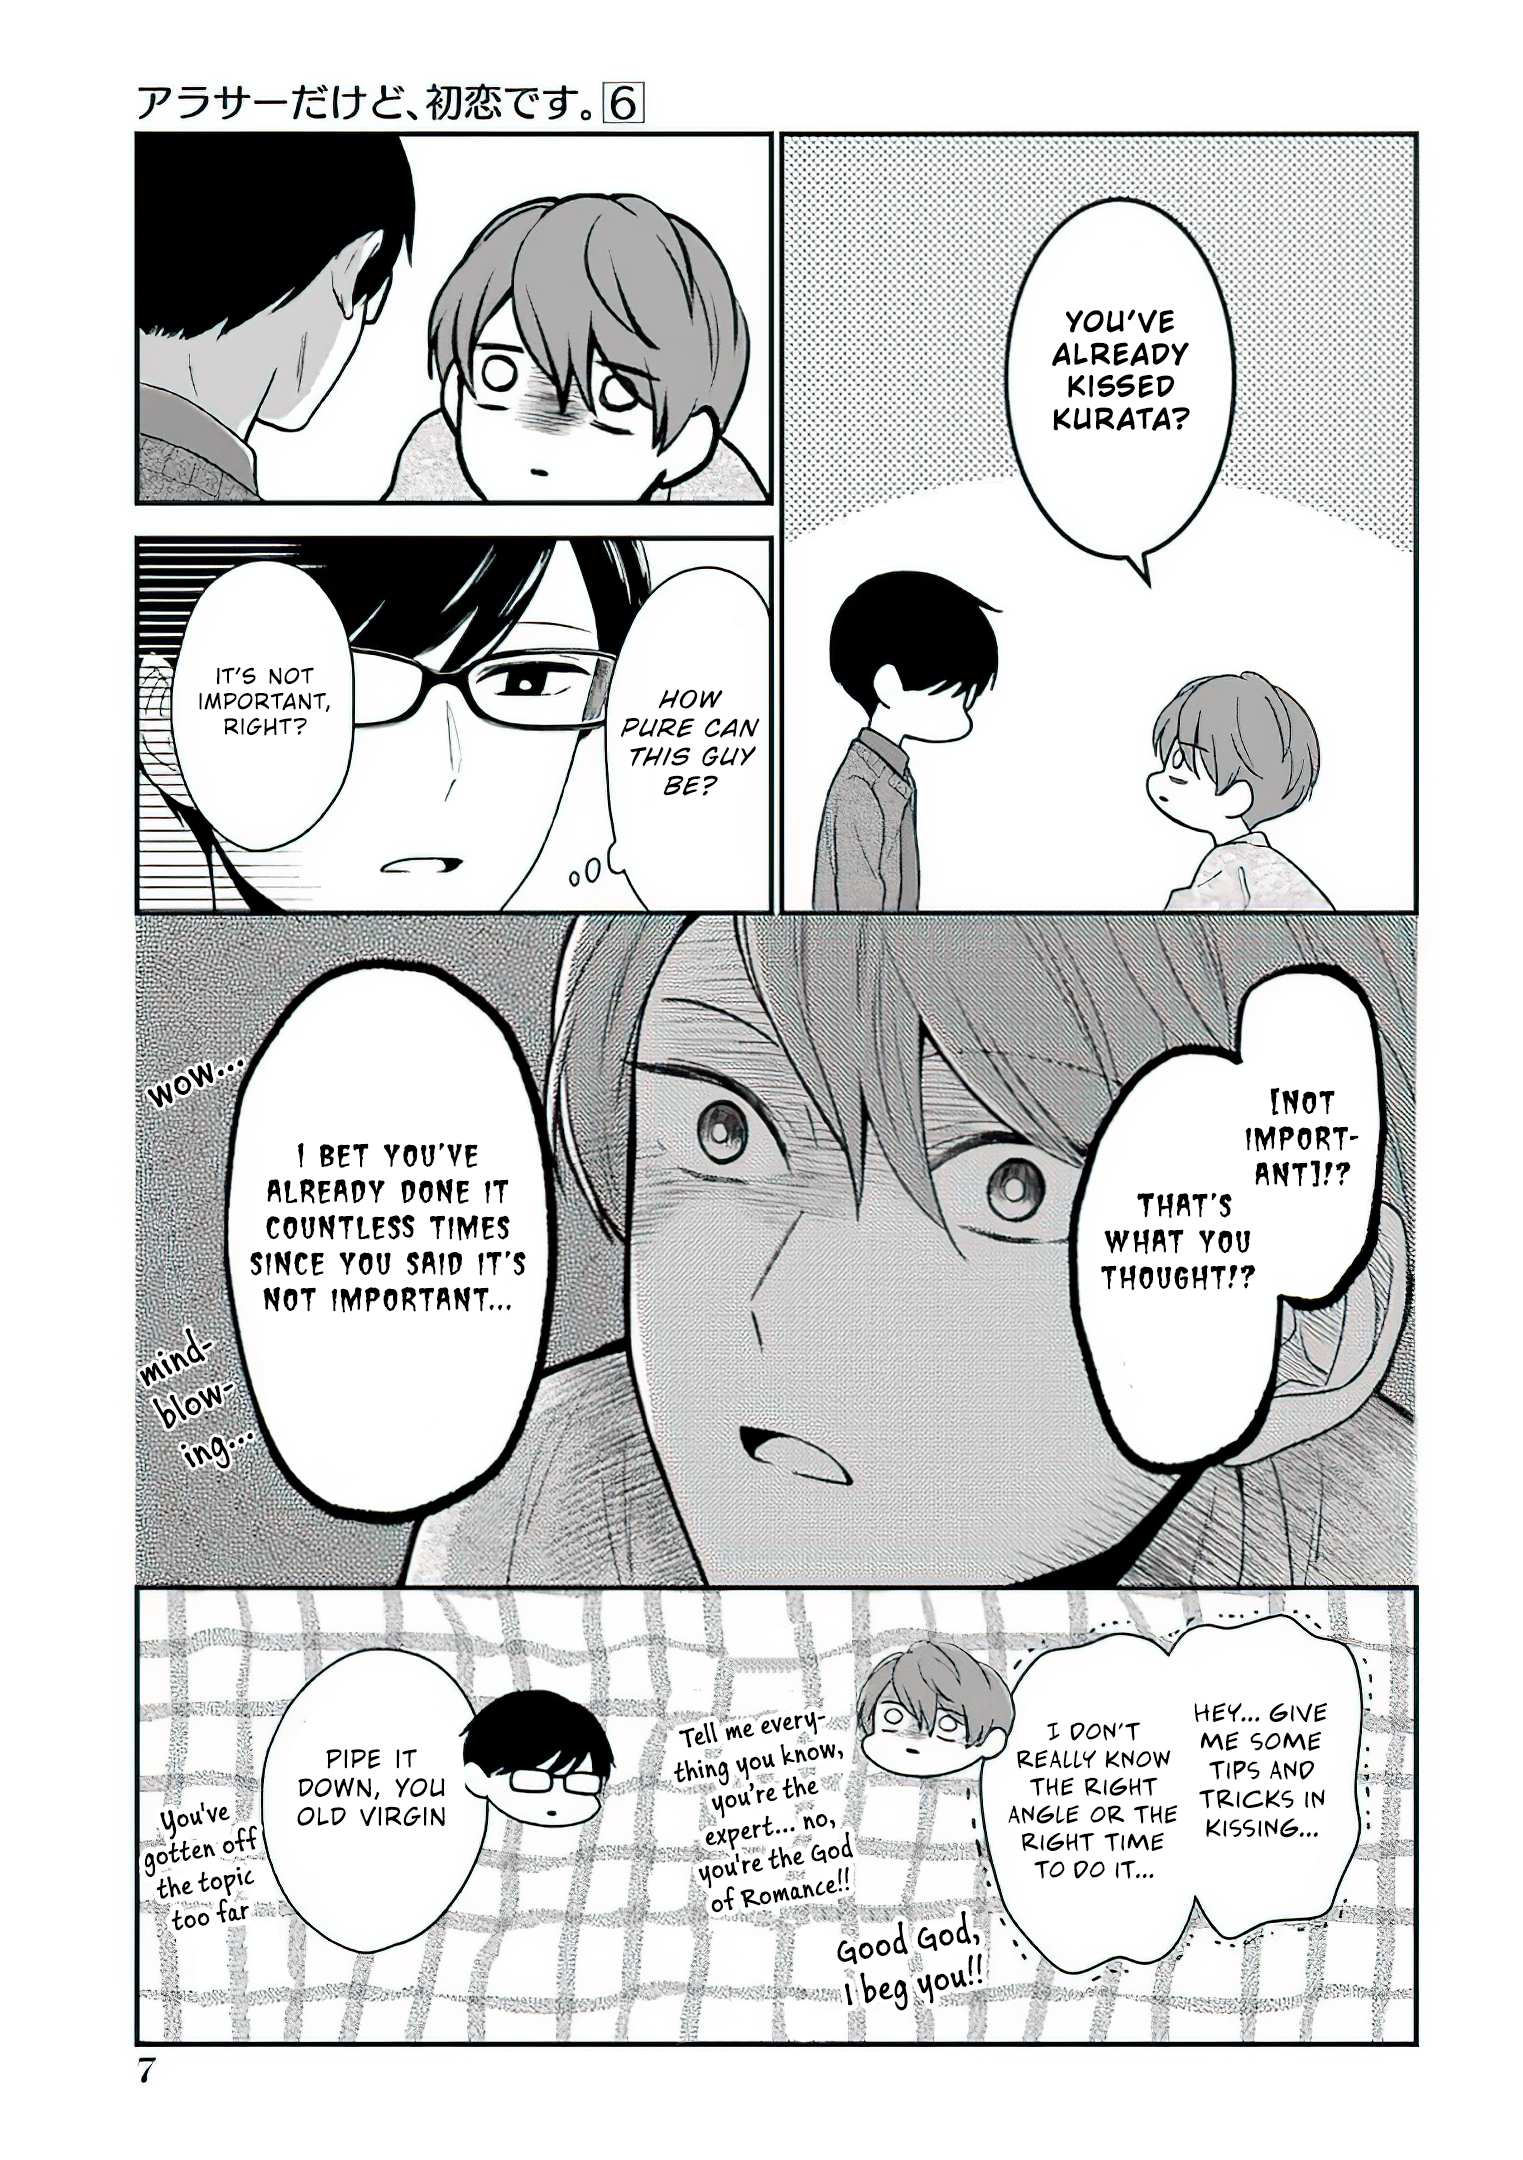 アラサーだけど、初恋です。6
YOU'VE
ALREADY
KISSED
KURATA?
HOW
PURE CAN
THIS GUY
BE?
IT'S NOT
IMPORTANT,
RIGHT?
[NOT
IMPORT-
ANT]!?
THAT'S
WHAT YOU
THOUGHT!?
I BET YOU'VE
ALREADY DONE IT
COUNTLESS TIMES
SINCE YOU SAID IT'S
NOT IMPORTANT...
wow...
mind-
blow-
ing...
HEY... GIVE
ME SOME
TIPS AND
TRICKS IN
KISSING...
I DON'T
REALLY KNOW
THE RIGHT
ANGLE OR THE
RIGHT TIME
TO DO IT...
Tell me every-
thing you know,
you're the
expert... no,
you're the God
of Romance!!
Good God,
I beg you!!
PIPE IT
DOWN, YOU
OLD VIRGIN
You've
gotten off
the topic
too far
7